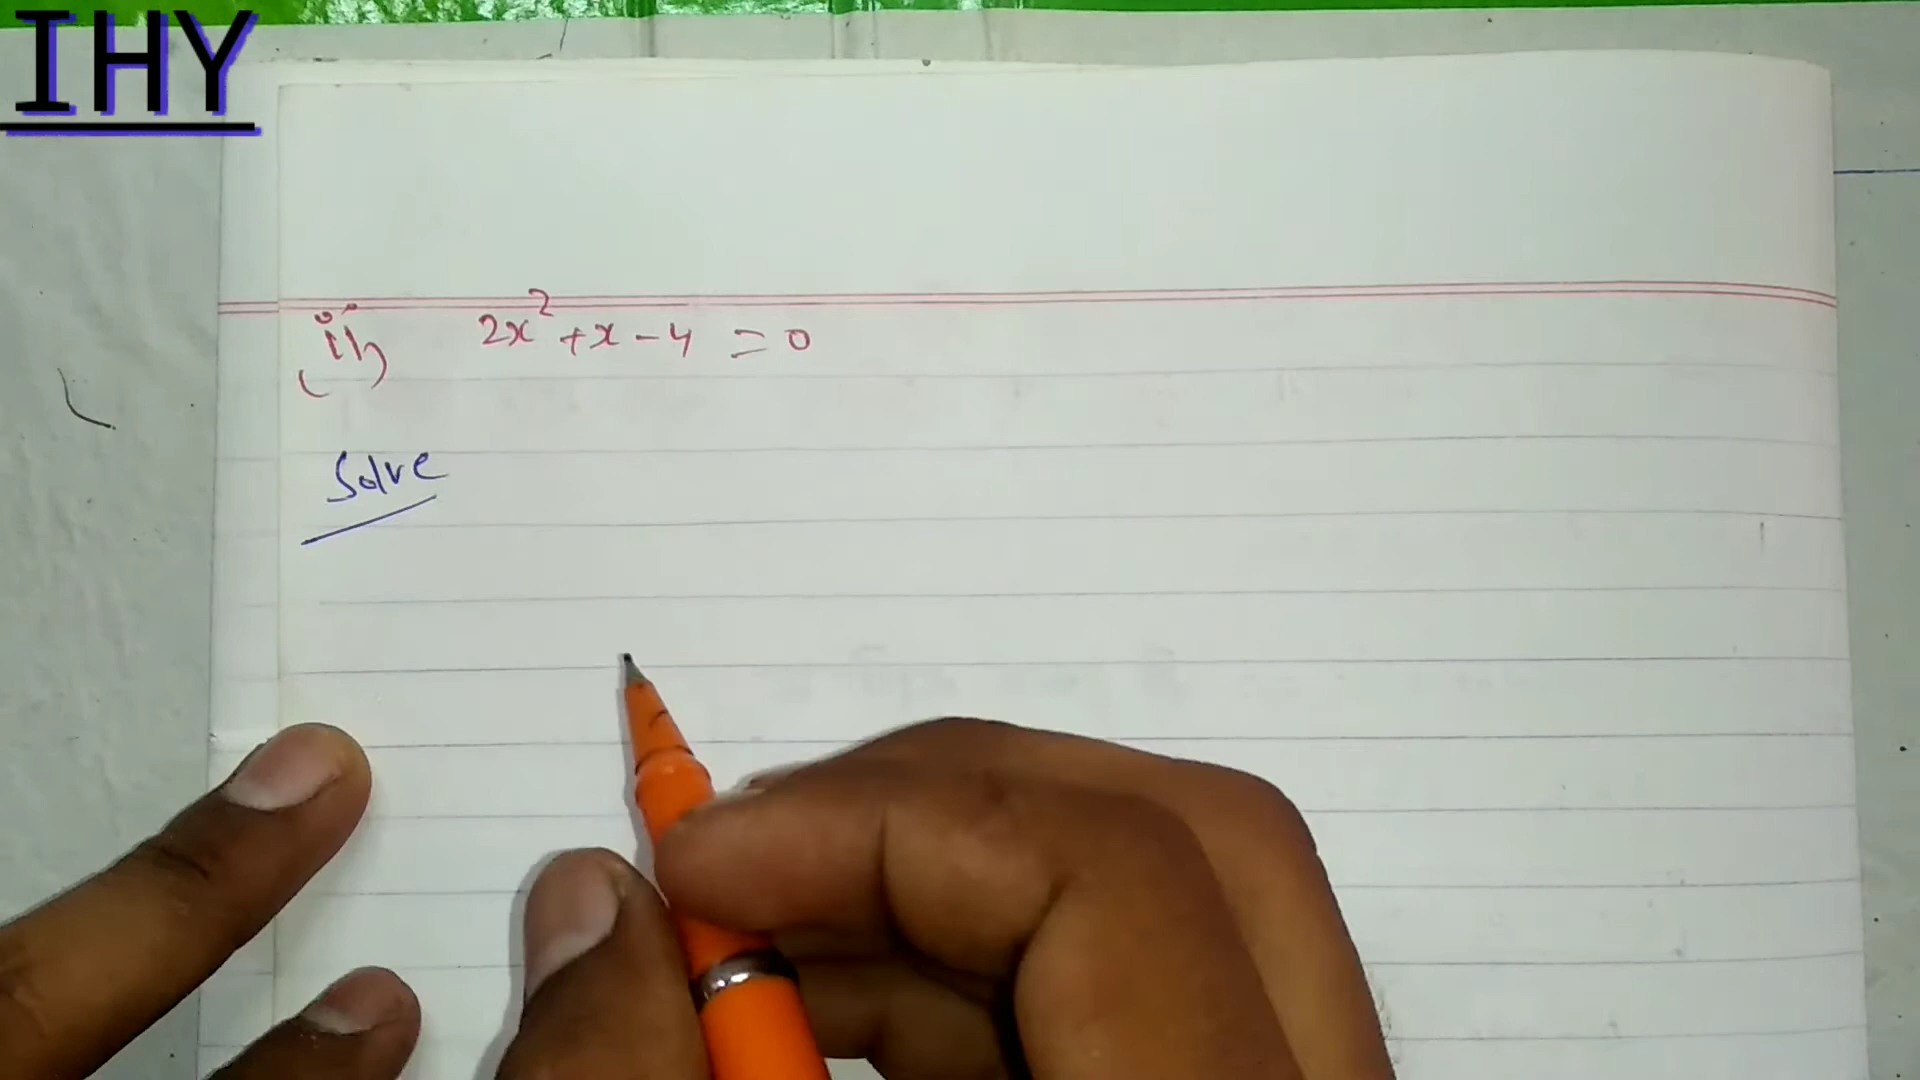 IHY
(ii) 2x² + x - 4 = 0
Solve